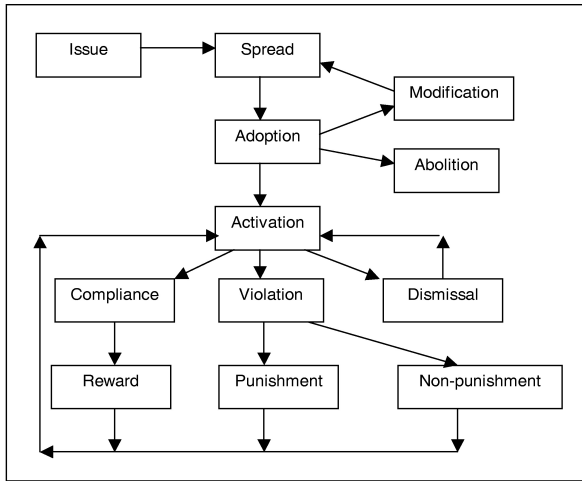 Issue
Spread
Modification
Adoption
Abolition
Activation
Compliance
Violation
Dismissal
Reward
Punishment
Non-punishment